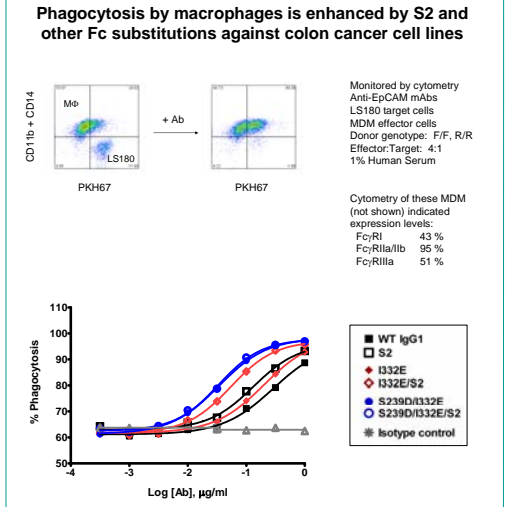 Phagocytosis by macrophages is enhanced by S2 and
other Fc substitutions against colon cancer cell lines
CD11b + CD14
MΦ
LS180
PKH67
+ Ab
PKH67
Monitored by cytometry
Anti-EpCAM mAbs
LS180 target cells
MDM effector cells
Donor genotype: F/F, R/R
Effector:Target: 4:1
1% Human Serum
Cytometry of these MDM
(not shown) indicated
expression levels:
FcγRI 43 %
FcγRIIa/IIb 95 %
FcγRIIIa 51 %
% Phagocytosis
110
100
90
80
70
60
50
-4 -3 -2 -1 0
Log [Ab], μg/ml
WT IgG1
S2
I332E
I332E/S2
S239D/I332E
S239D/I332E/S2
Isotype control